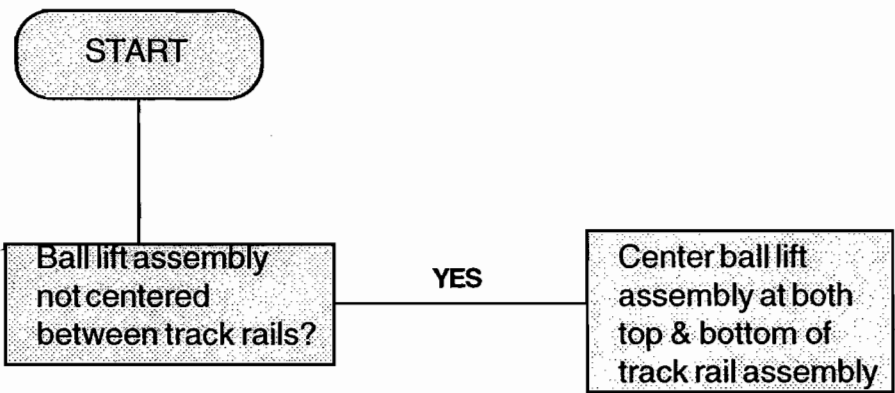 START
Ball lift assembly
not centered
between track rails?
YES
Center ball lift
assembly at both
top & bottom of
track rail assembly